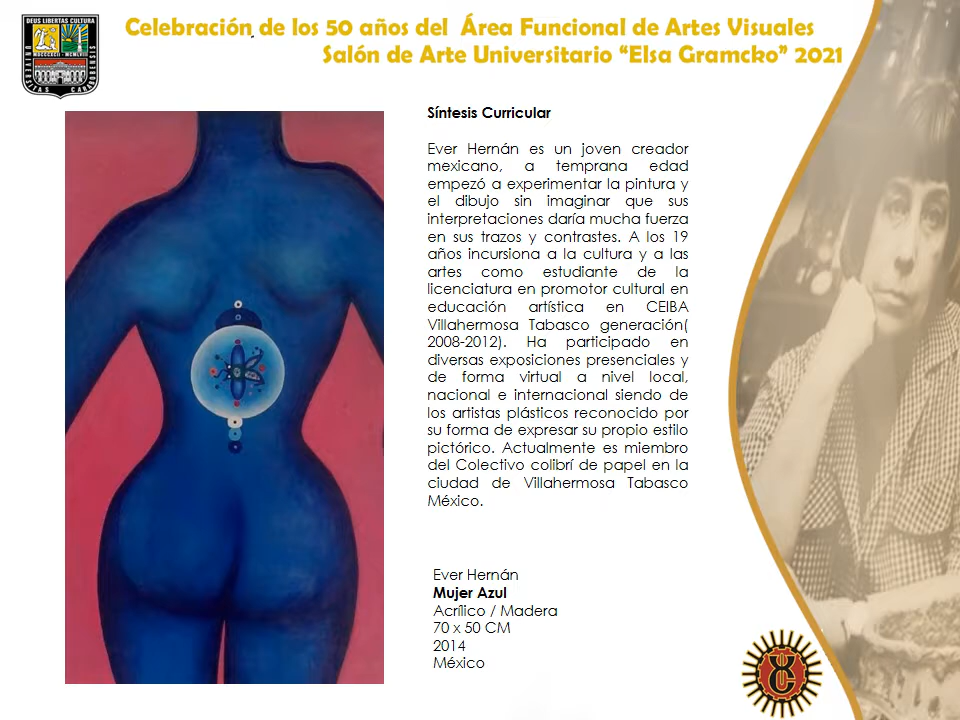 DEUS LIBERTAS CULTURA
UNIVERSITAS CARABOBENSIS
Celebración de los 50 años del Área Funcional de Artes Visuales
Salón de Arte Universitario “Elsa Gramcko” 2021
Síntesis Curricular
Ever Hernán es un joven creador
mexicano, a temprana edad
empezó a experimentar la pintura y
el dibujo sin imaginar que sus
interpretaciones daría mucha fuerza
en sus trazos y contrastes. A los 19
años incursiona a la cultura y a las
artes como estudiante de la
licenciatura en promotor cultural en
educación artística en CEIBA
Villahermosa Tabasco generación(
2008-2012). Ha participado en
diversas exposiciones presenciales y
de forma virtual a nivel local,
nacional e internacional siendo de
los artistas plásticos reconocido por
su forma de expresar su propio estilo
pictórico. Actualmente es miembro
del Colectivo colibrí de papel en la
ciudad de Villahermosa Tabasco
México.
Ever Hernán
Mujer Azul
Acrílico / Madera
70 x 50 CM
2014
México